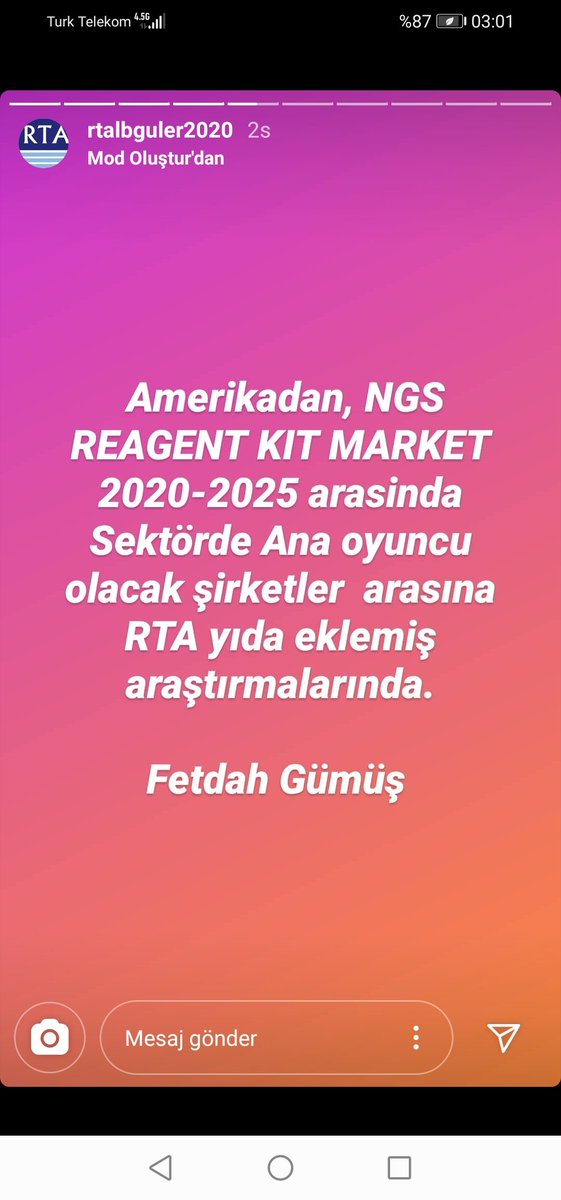 Turk Telekom 4.5G %87 03:01
RTA rtalbguler2020 2s
Mod Oluştur'dan
Amerikadan, NGS
REAGENT KIT MARKET
2020-2025 arasinda
Sektörde Ana oyuncu
olacak şirketler arasına
RTA yıda eklemiş
araştırmalarında.
Fetdah Gümüş
Mesaj gönder